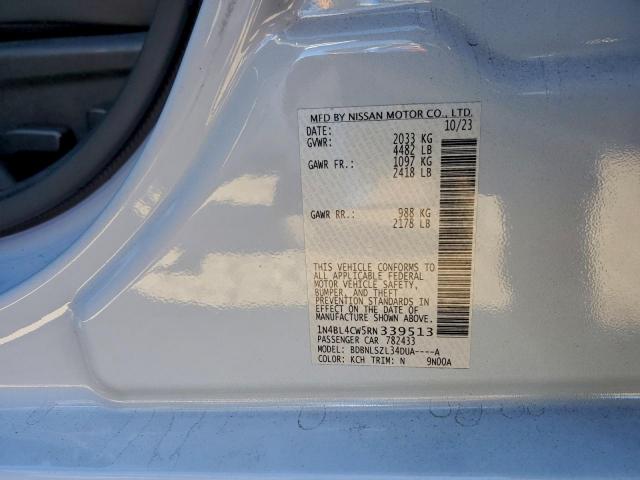 MFD BY NISSAN MOTOR CO., LTD.
DATE: 10/23
GVWR: 2033 KG
4482 LB
GAWR FR.: 1097 KG
2418 LB
GAWR RR.: 988 KG
2178 LB
THIS VEHICLE CONFORMS TO
ALL APPLICABLE FEDERAL
MOTOR VEHICLE SAFETY,
BUMPER, AND THEFT
PREVENTION STANDARDS IN
EFFECT ON THE DATE OF
MANUFACTURE SHOWN ABOVE.
1N4BL4CW5RN339513
PASSENGER CAR 782433
MODEL: BDBNLSZL34DUA----A
COLOR: KCH TRIM: N 9N00A